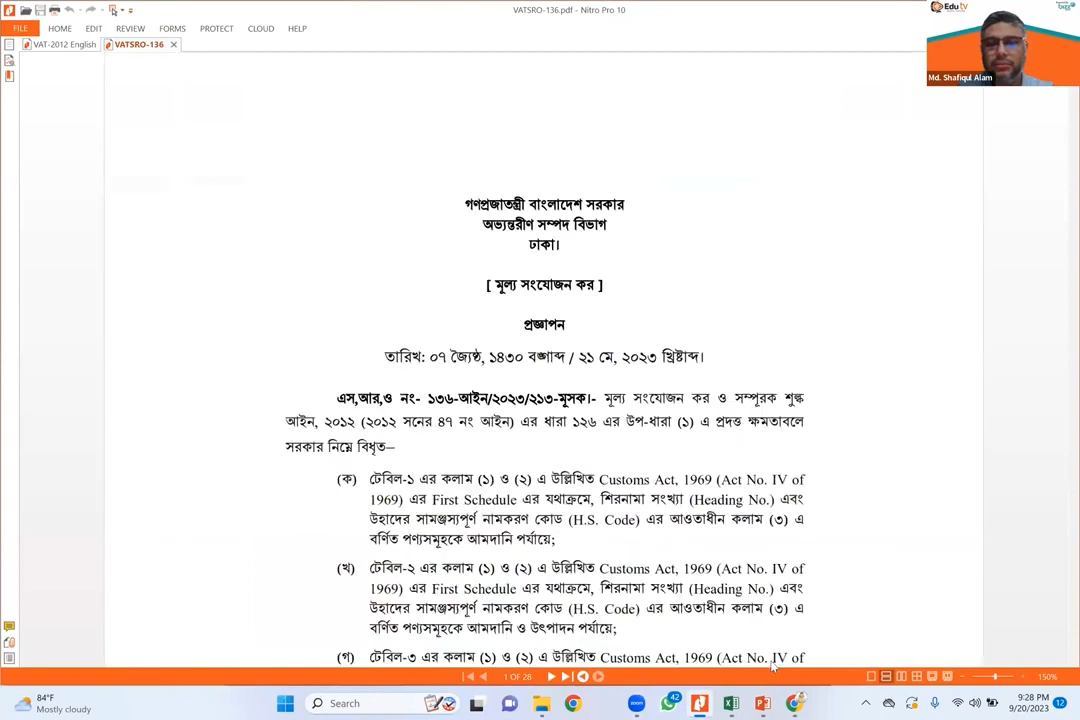 VATSRO-136.pdf - Nitro Pro 10
FILE HOME EDIT REVIEW FORMS PROTECT CLOUD HELP
VAT-2012 English VATSRO-136
Edu tv
Md. Shafiqul Alam
গণপ্রজাতন্ত্রী বাংলাদেশ সরকার
অভ্যন্তরীণ সম্পদ বিভাগ
ঢাকা।
[ মূল্য সংযোজন কর ]
প্রজ্ঞাপন
তারিখ: ০৭ জ্যৈষ্ঠ, ১৪৩০ বঙ্গাব্দ / ২১ মে, ২০২৩ খ্রিষ্টাব্দ।
এস,আর,ও নং- ১৩৬-আইন/২০২৩/২১৩-মূসক।- মূল্য সংযোজন কর ও সম্পূরক শুল্ক
আইন, ২০১২ (২০১২ সনের ৪৭ নং আইন) এর ধারা ১২৬ এর উপ-ধারা (১) এ প্রদত্ত ক্ষমতাবলে
সরকার নিম্নে বিধৃত–
(ক) টেবিল-১ এর কলাম (১) ও (২) এ উল্লিখিত Customs Act, 1969 (Act No. IV of
1969) এর First Schedule এর যথাক্রমে, শিরনামা সংখ্যা (Heading No.) এবং
উহাদের সামঞ্জস্যপূর্ণ নামকরণ কোড (H.S. Code) এর আওতাধীন কলাম (৩) এ
বর্ণিত পণ্যসমূহকে আমদানি পর্যায়ে;
(খ) টেবিল-২ এর কলাম (১) ও (২) এ উল্লিখিত Customs Act, 1969 (Act No. IV of
1969) এর First Schedule এর যথাক্রমে, শিরনামা সংখ্যা (Heading No.) এবং
উহাদের সামঞ্জস্যপূর্ণ নামকরণ কোড (H.S. Code) এর আওতাধীন কলাম (৩) এ
বর্ণিত পণ্যসমূহকে আমদানি ও উৎপাদন পর্যায়ে;
(গ) টেবিল-৩ এর কলাম (১) ও (২) এ উল্লিখিত Customs Act, 1969 (Act No. IV of
1 OF 28
150%
84°F
Mostly cloudy
Search
zoom
42
9:28 PM
9/20/2023
12